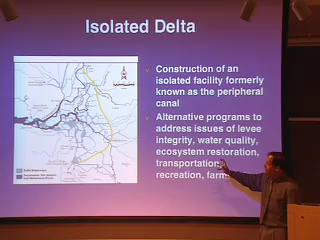 Isolated Delta
Construction of an
isolated facility formerly
known as the peripheral
canal
Alternative programs to
address issues of levee
integrity, water quality,
ecosystem restoration,
transportation,
recreation, farm